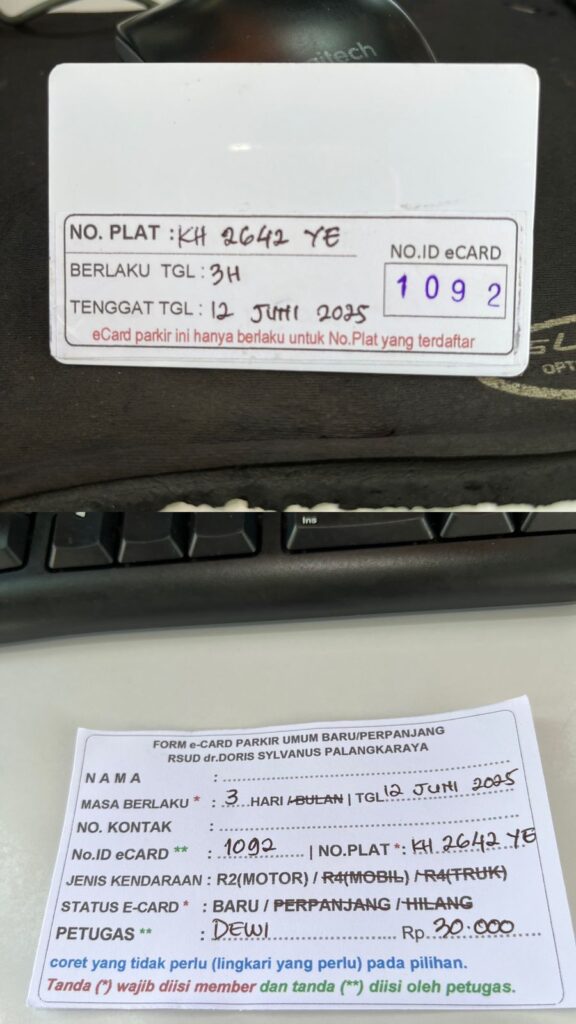 gitech
NO. PLAT : KH 2642 YE
NO.ID eCARD
BERLAKU TGL : 3H
1092
TENGGAT TGL : 12 JUNI 2025
eCard parkir ini hanya berlaku untuk No.Plat yang terdaftar
OPT
Ins
FORM e-CARD PARKIR UMUM BARU/PERPANJANG
RSUD dr.DORIS SYLVANUS PALANGKARAYA
NAMA :
MASA BERLAKU * : 3 HARI /BULAN | TGL 12 JUNI 2025
NO. KONTAK :
No.ID eCARD ** : 1092 | NO.PLAT *: KH 2642 YE
JENIS KENDARAAN : R2(MOTOR) / R4(MOBIL) / R4(TRUK)
STATUS E-CARD * : BARU / PERPANJANG / HILANG
PETUGAS ** : DEWI Rp. 30.000
coret yang tidak perlu (lingkari yang perlu) pada pilihan.
Tanda (*) wajib diisi member dan tanda (**) diisi oleh petugas.